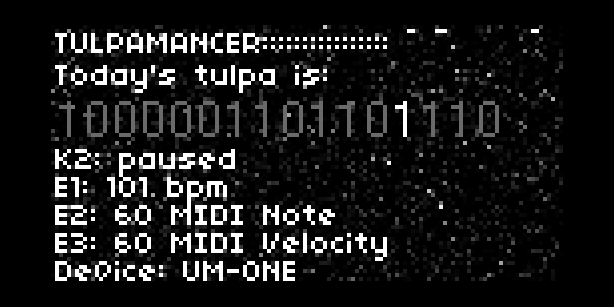 TULPAMANCER::::::::::::::
Today's tulpa is:
1000001101101110
K2: paused
E1: 101. bpm
E2: 60 MIDI Note
E3: 60 MIDI Velocity
Device: UM-ONE